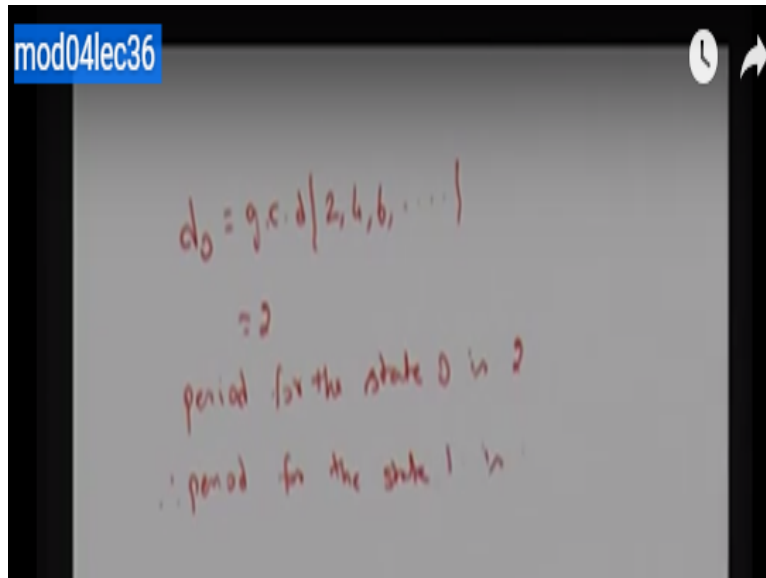 mod04lec36
d₀ = g.c.d{2,4,6,....}
= 2
period for the state 0 is 2
∴ period for the state 1 is